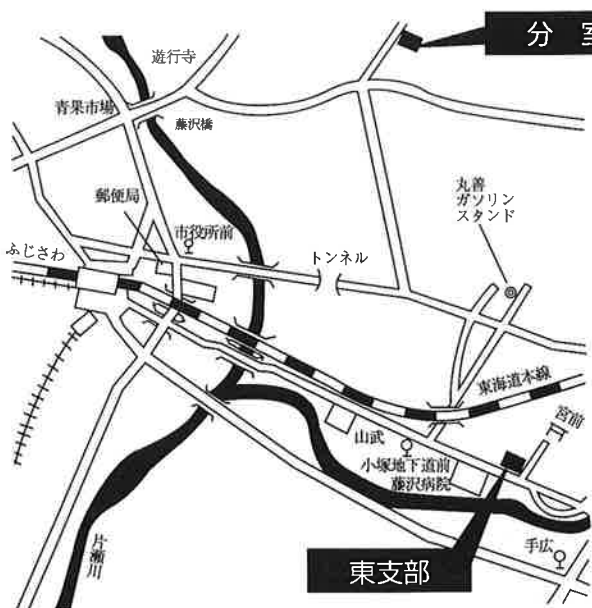 分室
遊行寺
青果市場
藤沢橋
丸善
ガソリン
スタンド
郵便局
市役所前
ふじさわ
トンネル
東海道本線
宮前
山武
小塚地下道前
藤沢病院
手広
片瀬川
東支部